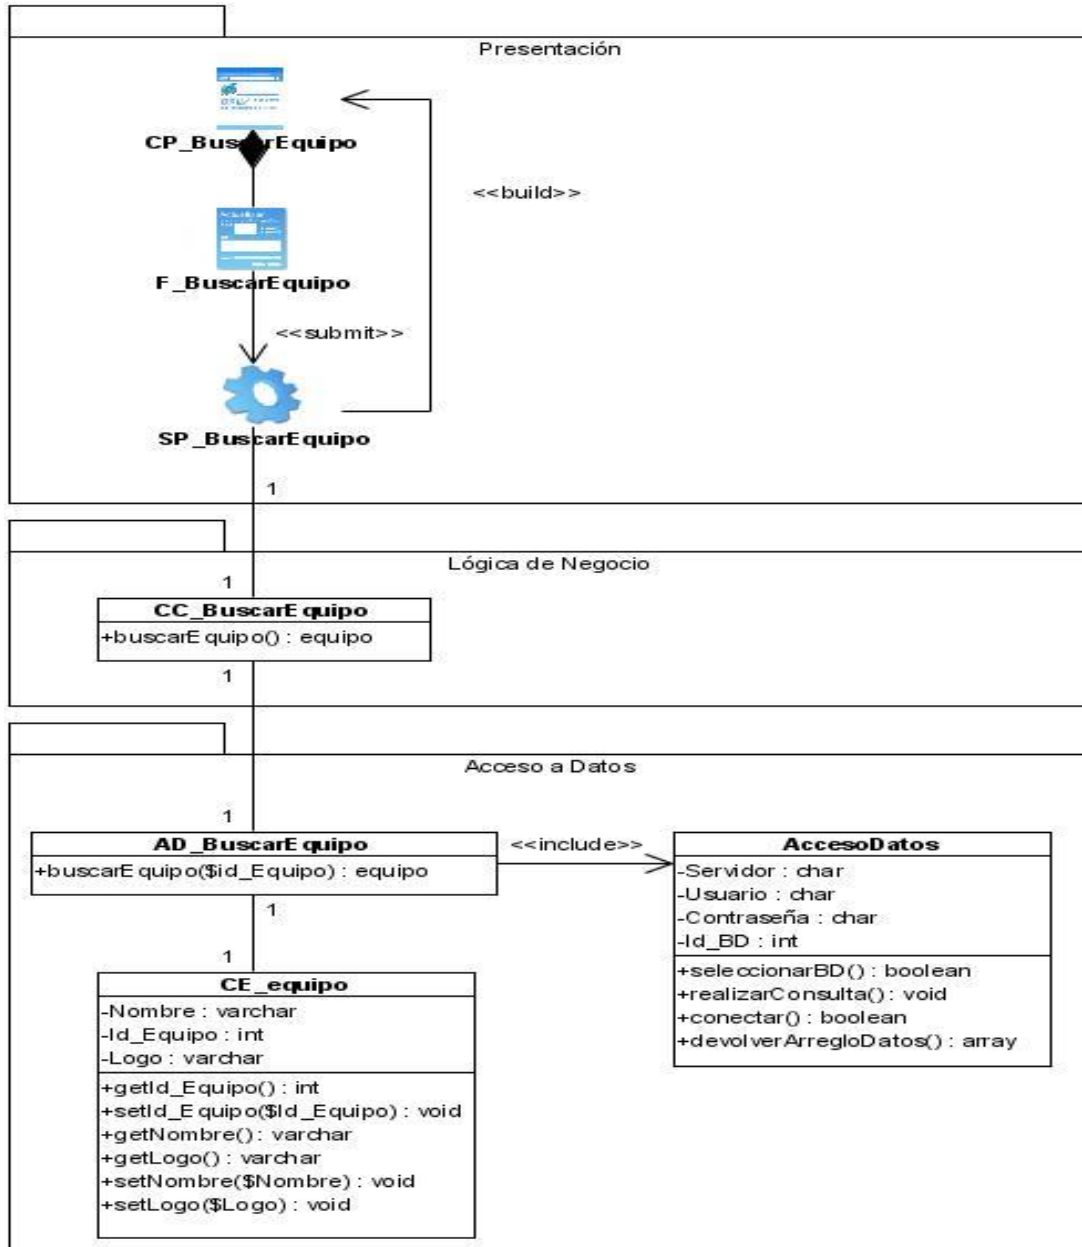 Presentación
CP_BuscarEquipo
<<build>>
F_BuscarEquipo
<<submit>>
SP_BuscarEquipo
1
Lógica de Negocio
1
CC_BuscarEquipo
+buscarEquipo() : equipo
1
Acceso a Datos
1
AD_BuscarEquipo
+buscarEquipo($id_Equipo) : equipo
<<include>>
AccesoDatos
-Servidor : char
-Usuario : char
-Contraseña : char
-Id_BD : int
+seleccionarBD() : boolean
+realizarConsulta() : void
+conectar() : boolean
+devolverArregloDatos() : array
1
1
CE_equipo
-Nombre : varchar
-Id_Equipo : int
-Logo : varchar
+getId_Equipo() : int
+setId_Equipo($Id_Equipo) : void
+getNombre() : varchar
+getLogo() : varchar
+setNombre($Nombre) : void
+setLogo($Logo) : void